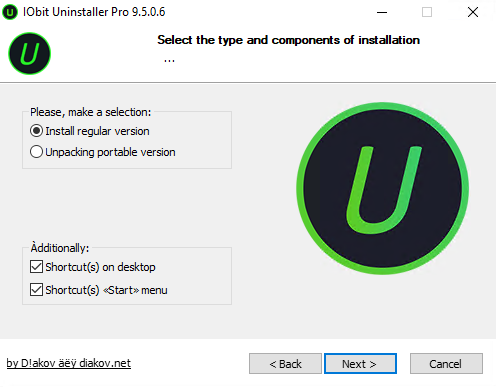 IObit Uninstaller Pro 9.5.0.6
Select the type and components of installation
...
Please, make a selection:
Install regular version
Unpacking portable version
Àdditionally:
Shortcut(s) on desktop
Shortcut(s) «Start» menu
by D!akov äëÿ diakov.net
< Back
Next >
Cancel